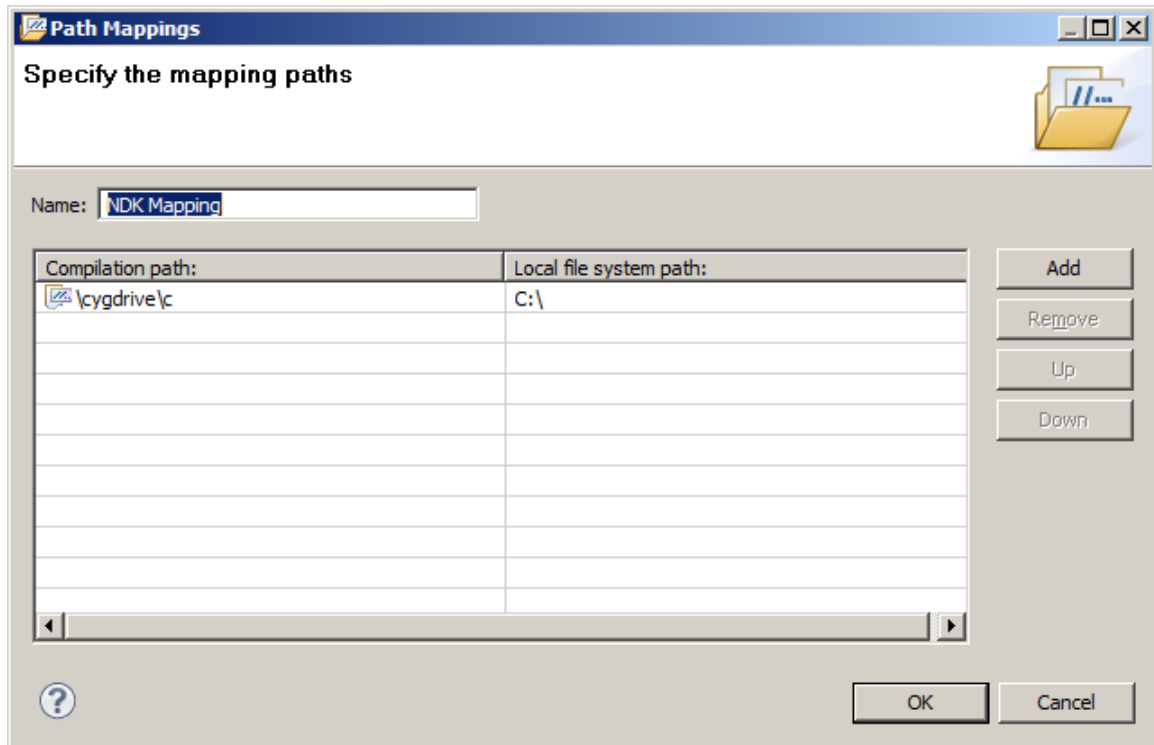 Path Mappings
Specify the mapping paths
//...
Name: NDK Mapping
Compilation path: Local file system path:
\cygdrive\c C:\
Add
Remove
Up
Down
?
OK Cancel